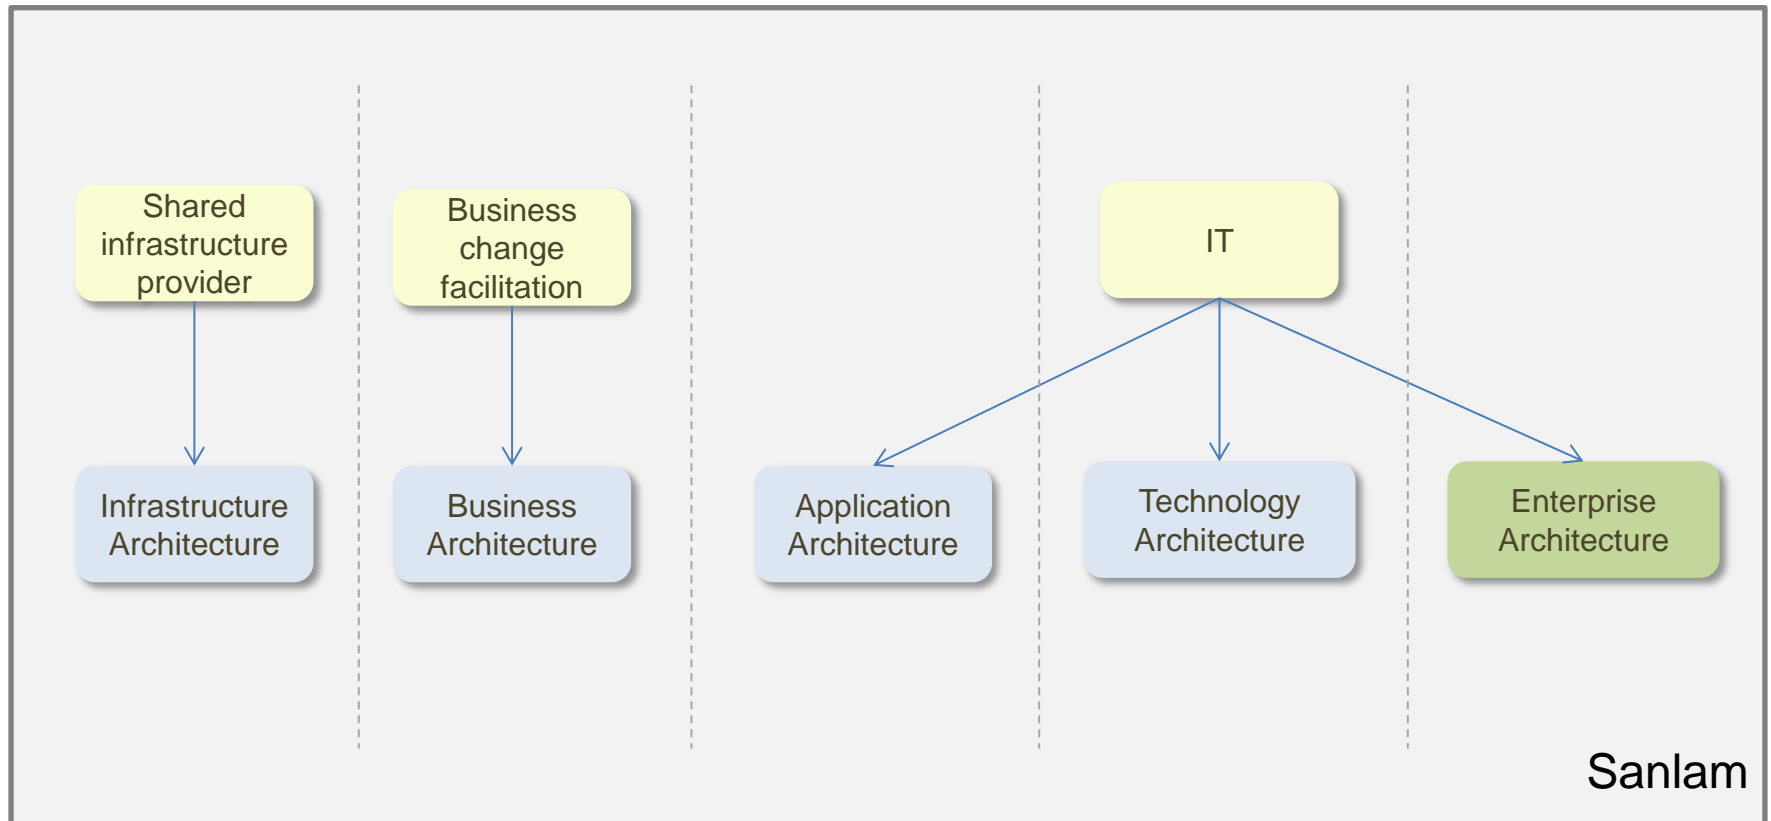 Shared
infrastructure
provider
Business
change
facilitation
IT
Infrastructure
Architecture
Business
Architecture
Application
Architecture
Technology
Architecture
Enterprise
Architecture
Sanlam